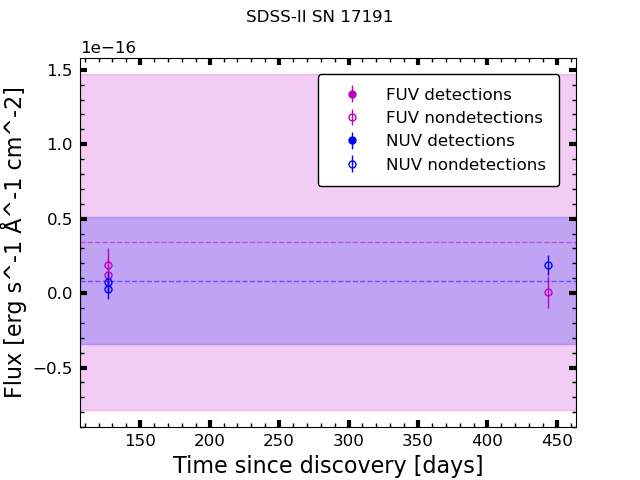 SDSS-II SN 17191
1e−16
1.5
1.0
0.5
0.0
−0.5
Flux [erg s^-1 Å^-1 cm^-2]
FUV detections
FUV nondetections
NUV detections
NUV nondetections
150 200 250 300 350 400 450
Time since discovery [days]